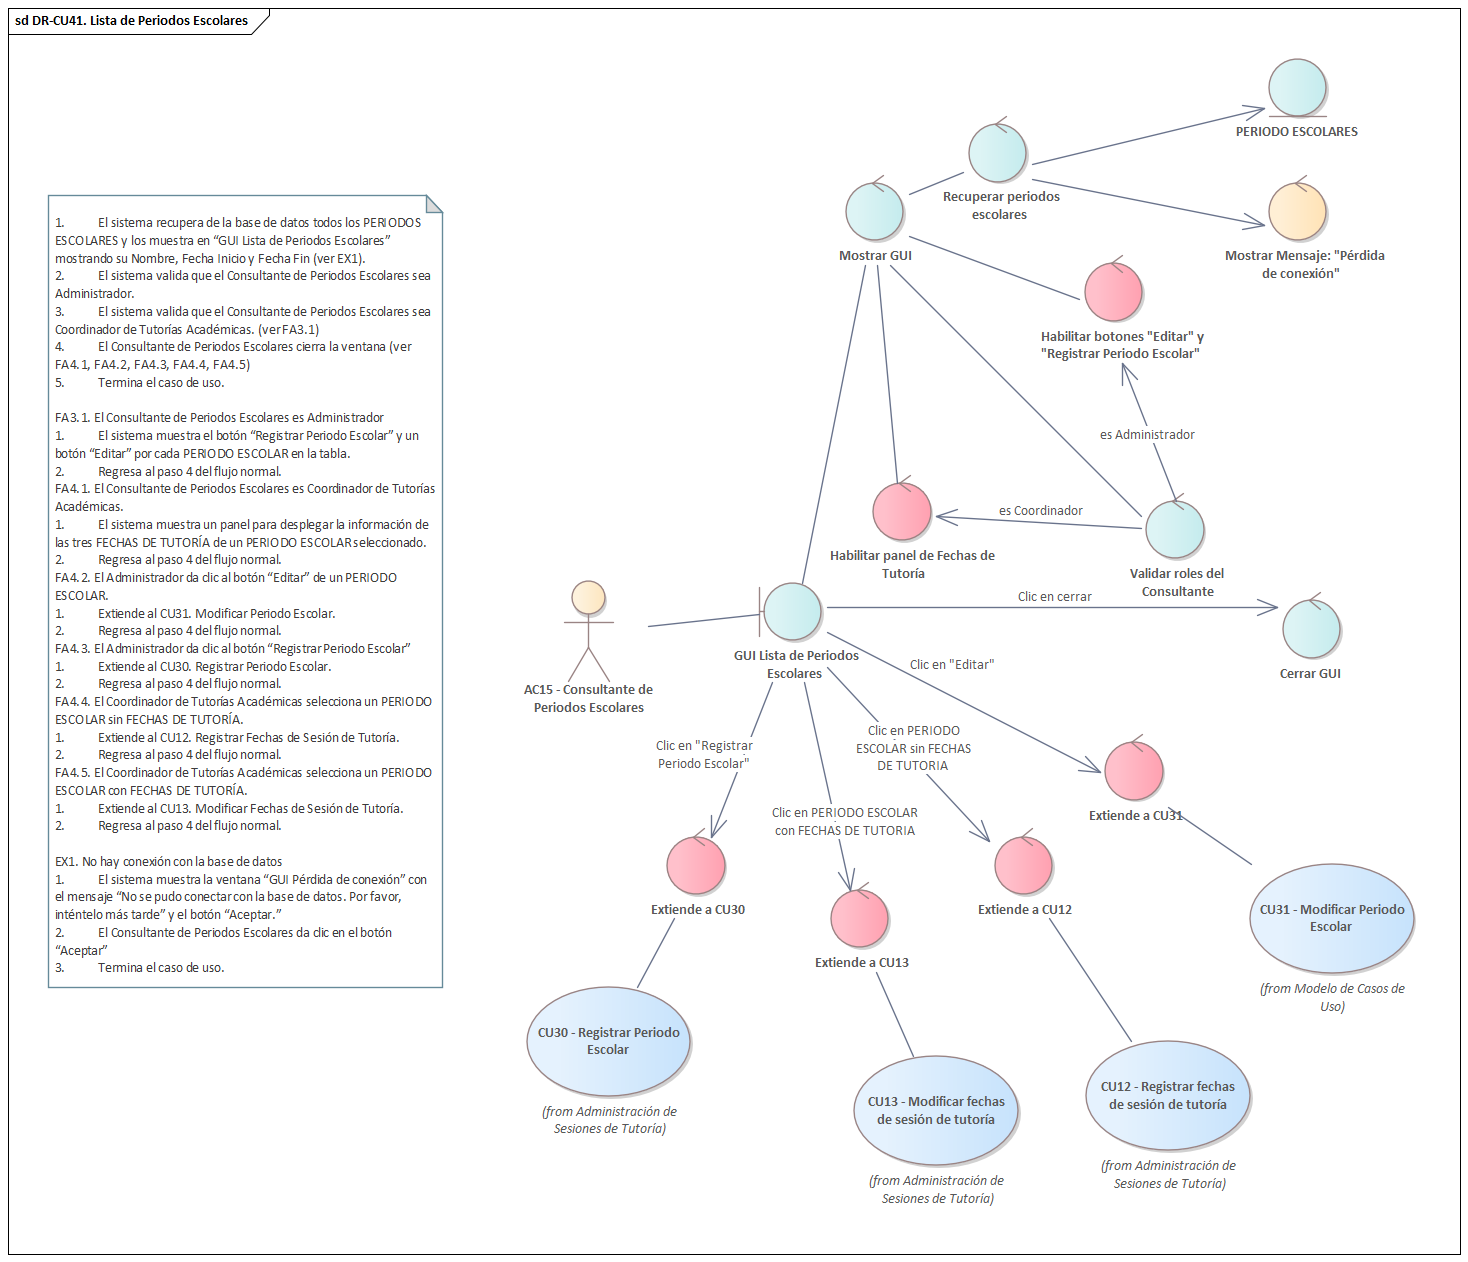 sd DR-CU41. Lista de Periodos Escolares
1. El sistema recupera de la base de datos todos los PERIODOS
ESCOLARES y los muestra en “GUI Lista de Periodos Escolares”
mostrando su Nombre, Fecha Inicio y Fecha Fin (ver EX1).
2. El sistema valida que el Consultante de Periodos Escolares sea
Administrador.
3. El sistema valida que el Consultante de Periodos Escolares sea
Coordinador de Tutorías Académicas. (ver FA3.1)
4. El Consultante de Periodos Escolares cierra la ventana (ver
FA4.1, FA4.2, FA4.3, FA4.4, FA4.5)
5. Termina el caso de uso.
FA3.1. El Consultante de Periodos Escolares es Administrador
1. El sistema muestra el botón “Registrar Periodo Escolar” y un
botón “Editar” por cada PERIODO ESCOLAR en la tabla.
2. Regresa al paso 4 del flujo normal.
FA4.1. El Consultante de Periodos Escolares es Coordinador de Tutorías
Académicas.
1. El sistema muestra un panel para desplegar la información de
las tres FECHAS DE TUTORÍA de un PERIODO ESCOLAR seleccionado.
2. Regresa al paso 4 del flujo normal.
FA4.2. El Administrador da clic al botón “Editar” de un PERIODO
ESCOLAR.
1. Extiende al CU31. Modificar Periodo Escolar.
2. Regresa al paso 4 del flujo normal.
FA4.3. El Administrador da clic al botón “Registrar Periodo Escolar”
1. Extiende al CU30. Registrar Periodo Escolar.
2. Regresa al paso 4 del flujo normal.
FA4.4. El Coordinador de Tutorías Académicas selecciona un PERIODO
ESCOLAR sin FECHAS DE TUTORÍA.
1. Extiende al CU12. Registrar Fechas de Sesión de Tutoría.
2. Regresa al paso 4 del flujo normal.
FA4.5. El Coordinador de Tutorías Académicas selecciona un PERIODO
ESCOLAR con FECHAS DE TUTORÍA.
1. Extiende al CU13. Modificar Fechas de Sesión de Tutoría.
2. Regresa al paso 4 del flujo normal.
EX1. No hay conexión con la base de datos
1. El sistema muestra la ventana “GUI Pérdida de conexión” con
el mensaje “No se pudo conectar con la base de datos. Por favor,
inténtelo más tarde” y el botón “Aceptar.”
2. El Consultante de Periodos Escolares da clic en el botón
“Aceptar”
3. Termina el caso de uso.
PERIODO ESCOLARES
Recuperar periodos
escolares
Mostrar GUI
Mostrar Mensaje: "Pérdida
de conexión"
Habilitar botones "Editar" y
"Registrar Periodo Escolar"
es Administrador
es Coordinador
Habilitar panel de Fechas de
Tutoría
Validar roles del
Consultante
Clic en cerrar
Cerrar GUI
GUI Lista de Periodos
Escolares
AC15 - Consultante de
Periodos Escolares
Clic en "Editar"
Clic en "Registrar
Periodo Escolar"
Clic en PERIODO
ESCOLAR sin FECHAS
DE TUTORIA
Clic en PERIODO ESCOLAR
con FECHAS DE TUTORIA
Extiende a CU31
Extiende a CU30
Extiende a CU12
Extiende a CU13
CU31 - Modificar Periodo
Escolar
(from Modelo de Casos de
Uso)
CU30 - Registrar Periodo
Escolar
(from Administración de
Sesiones de Tutoría)
CU13 - Modificar fechas
de sesión de tutoría
(from Administración de
Sesiones de Tutoría)
CU12 - Registrar fechas
de sesión de tutoría
(from Administración de
Sesiones de Tutoría)